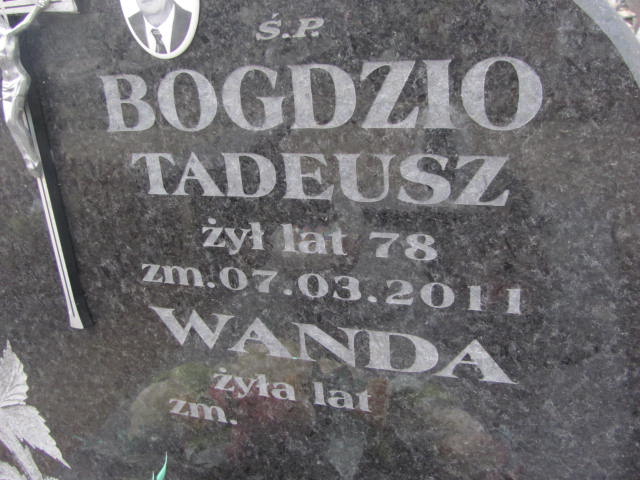 Ś.P.
BOGDZIO
TADEUSZ
żył lat 78
zm. 07.03.2011
WANDA
żyła lat
zm.